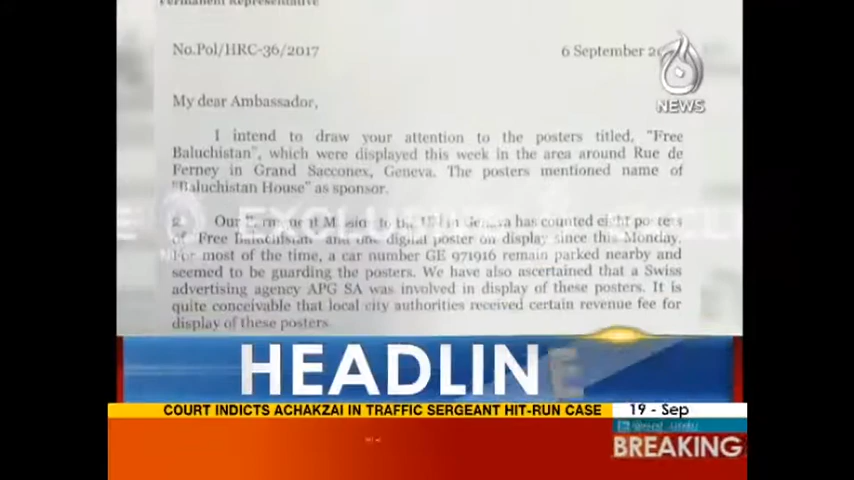 Permanent Representative
No.Pol/HRC-36/2017
6 September
NEWS
My dear Ambassador,
I intend to draw your attention to the posters titled, "Free
Baluchistan", which were displayed this week in the area around Rue de
Ferney in Grand Sacconex, Geneva. The posters mentioned name of
"Baluchistan House" as sponsor.
EXCLUSIVE
2. Our Permanent Mission to the UN in Geneva has counted eight posters
of "Free Baluchistan" and one digital poster on display since this Monday.
For most of the time, a car number GE 971916 remain parked nearby and
seemed to be guarding the posters. We have also ascertained that a Swiss
advertising agency APG SA was involved in display of these posters. It is
quite conceivable that local city authorities received certain revenue fee for
display of these posters.
HEADLINE
COURT INDICTS ACHAKZAI IN TRAFFIC SERGEANT HIT-RUN CASE
19 - Sep
BREAKING